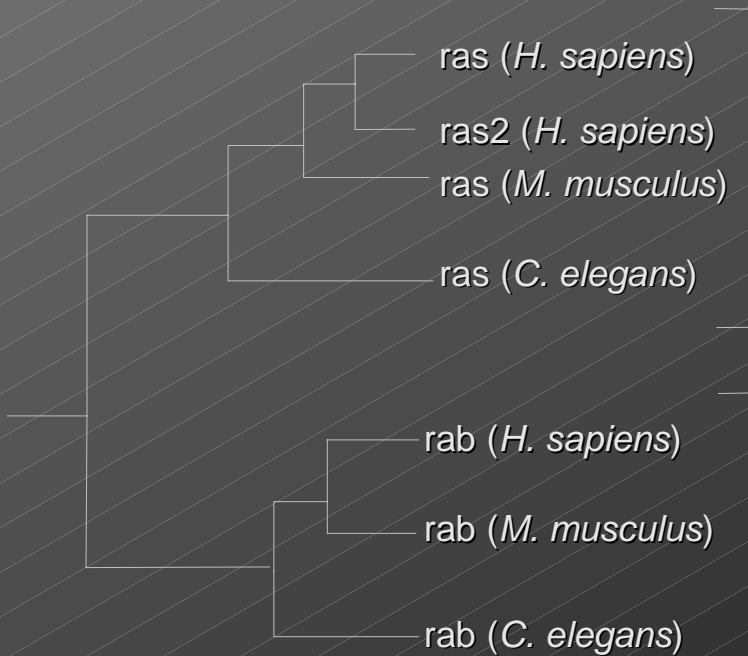 ras (H. sapiens)
ras2 (H. sapiens)
ras (M. musculus)
ras (C. elegans)
rab (H. sapiens)
rab (M. musculus)
rab (C. elegans)